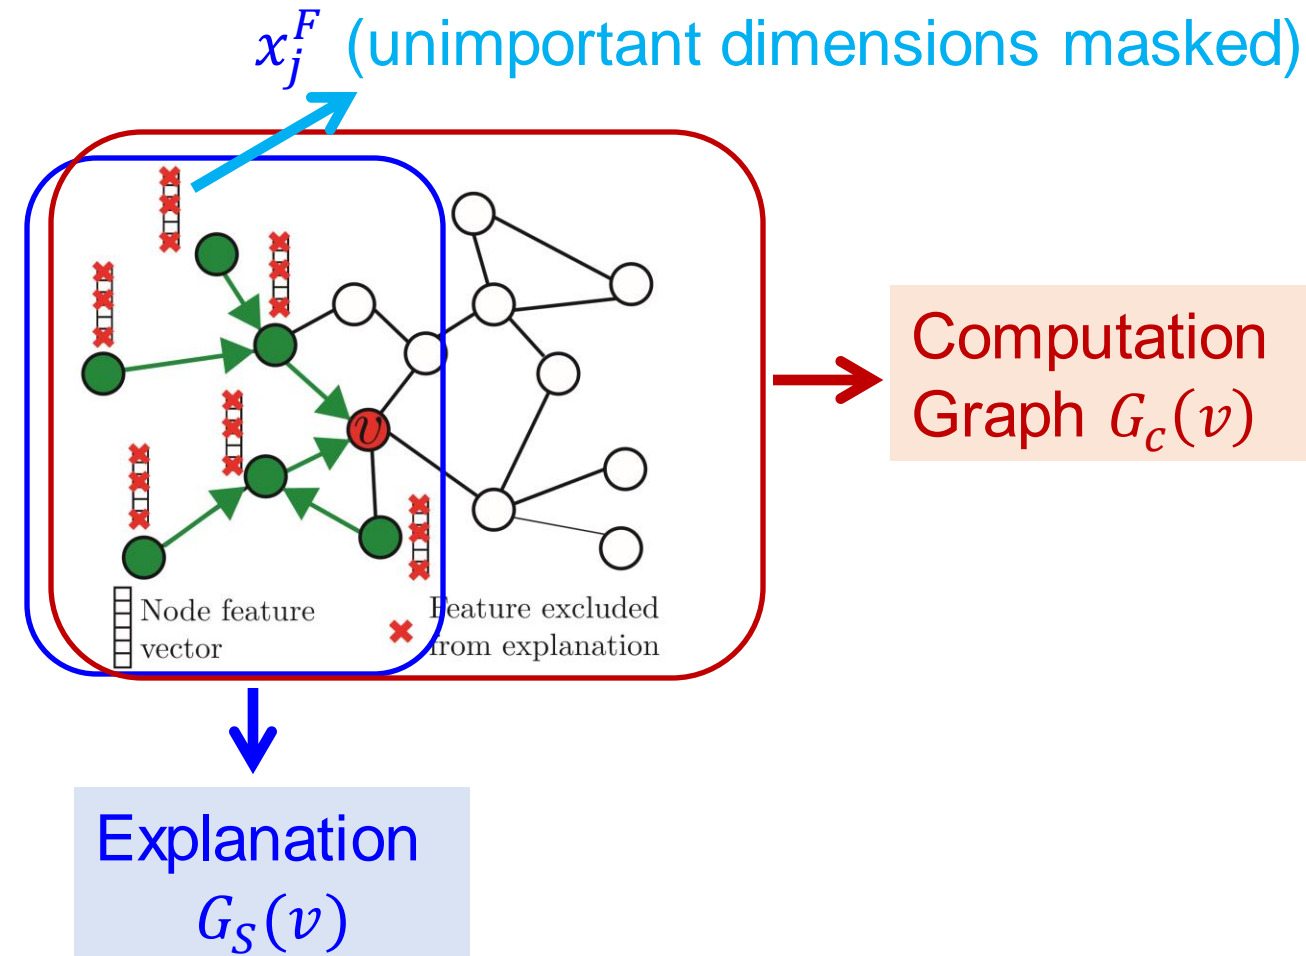 x_j^F (unimportant dimensions masked)
v
Computation
Graph G_c(v)
Node feature
vector
Feature excluded
from explanation
Explanation
G_S(v)